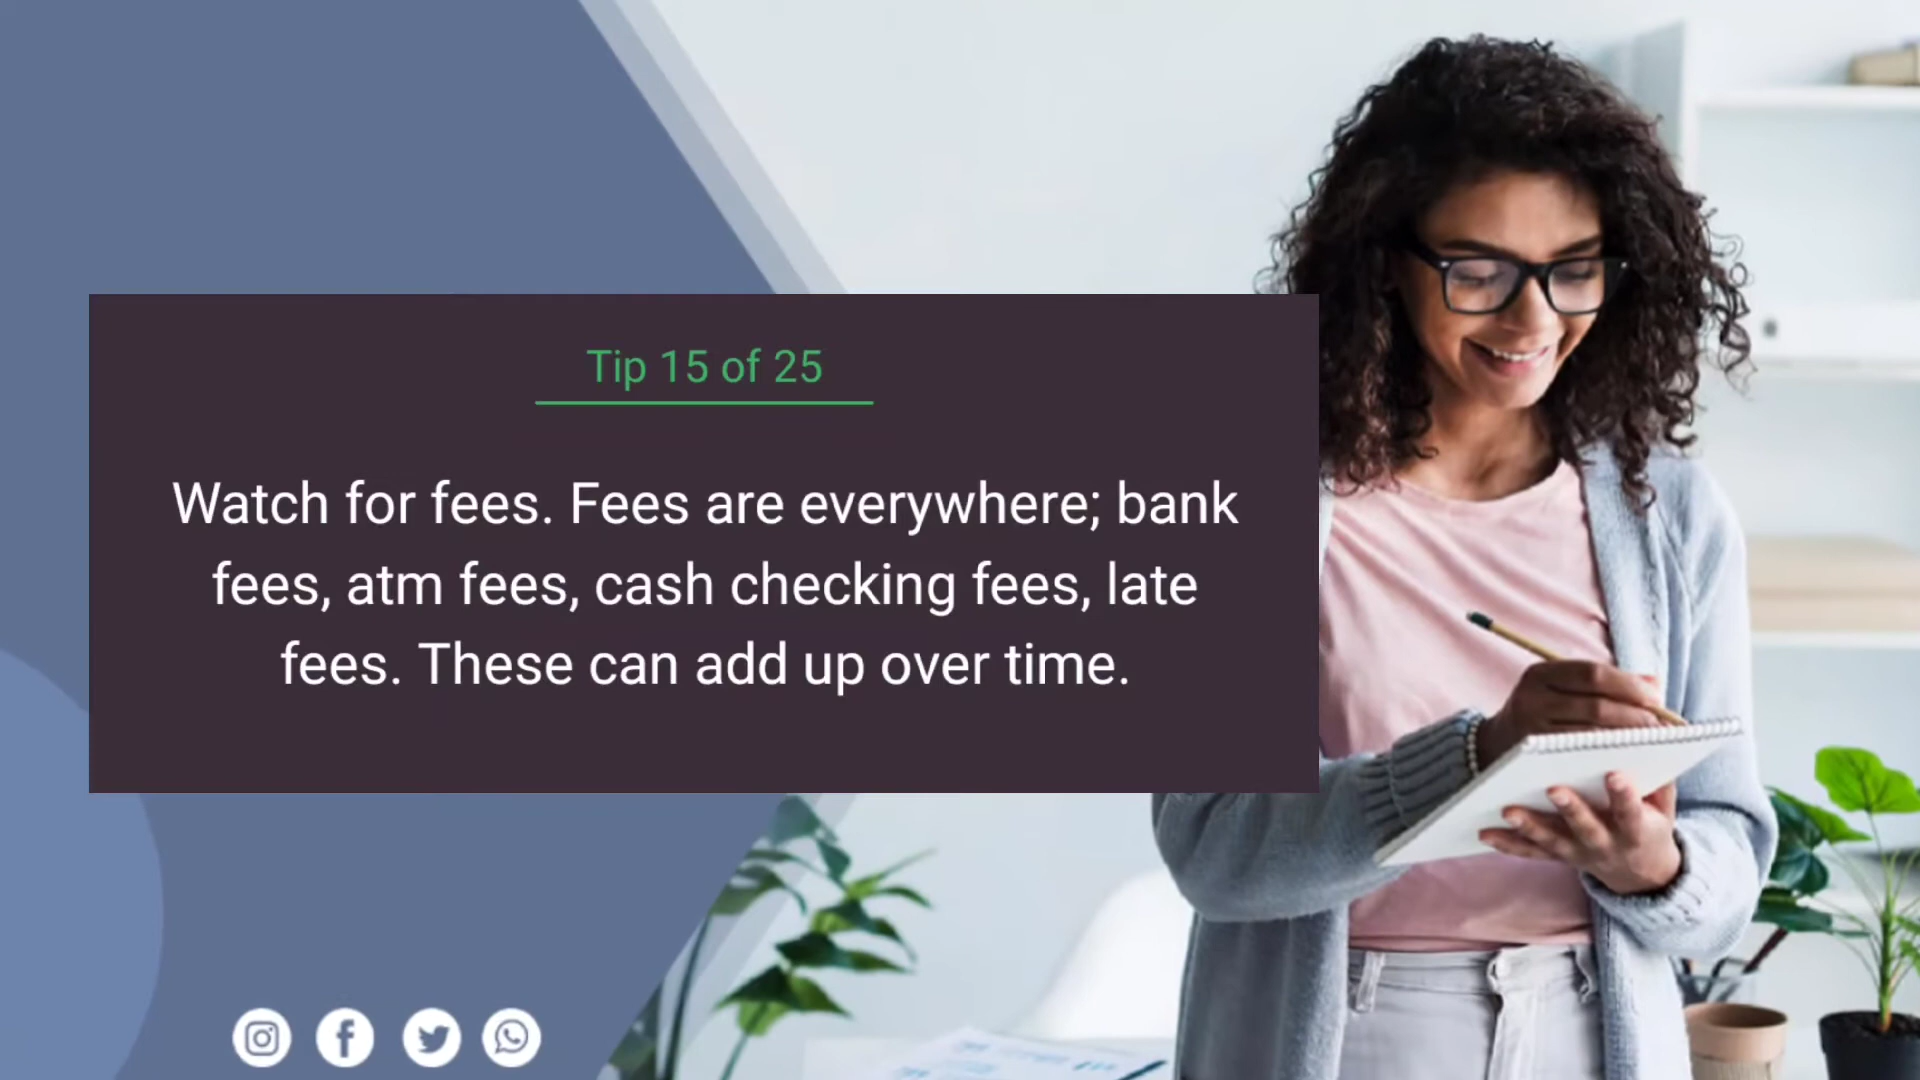 Tip 15 of 25
Watch for fees. Fees are everywhere; bank
fees, atm fees, cash checking fees, late
fees. These can add up over time.